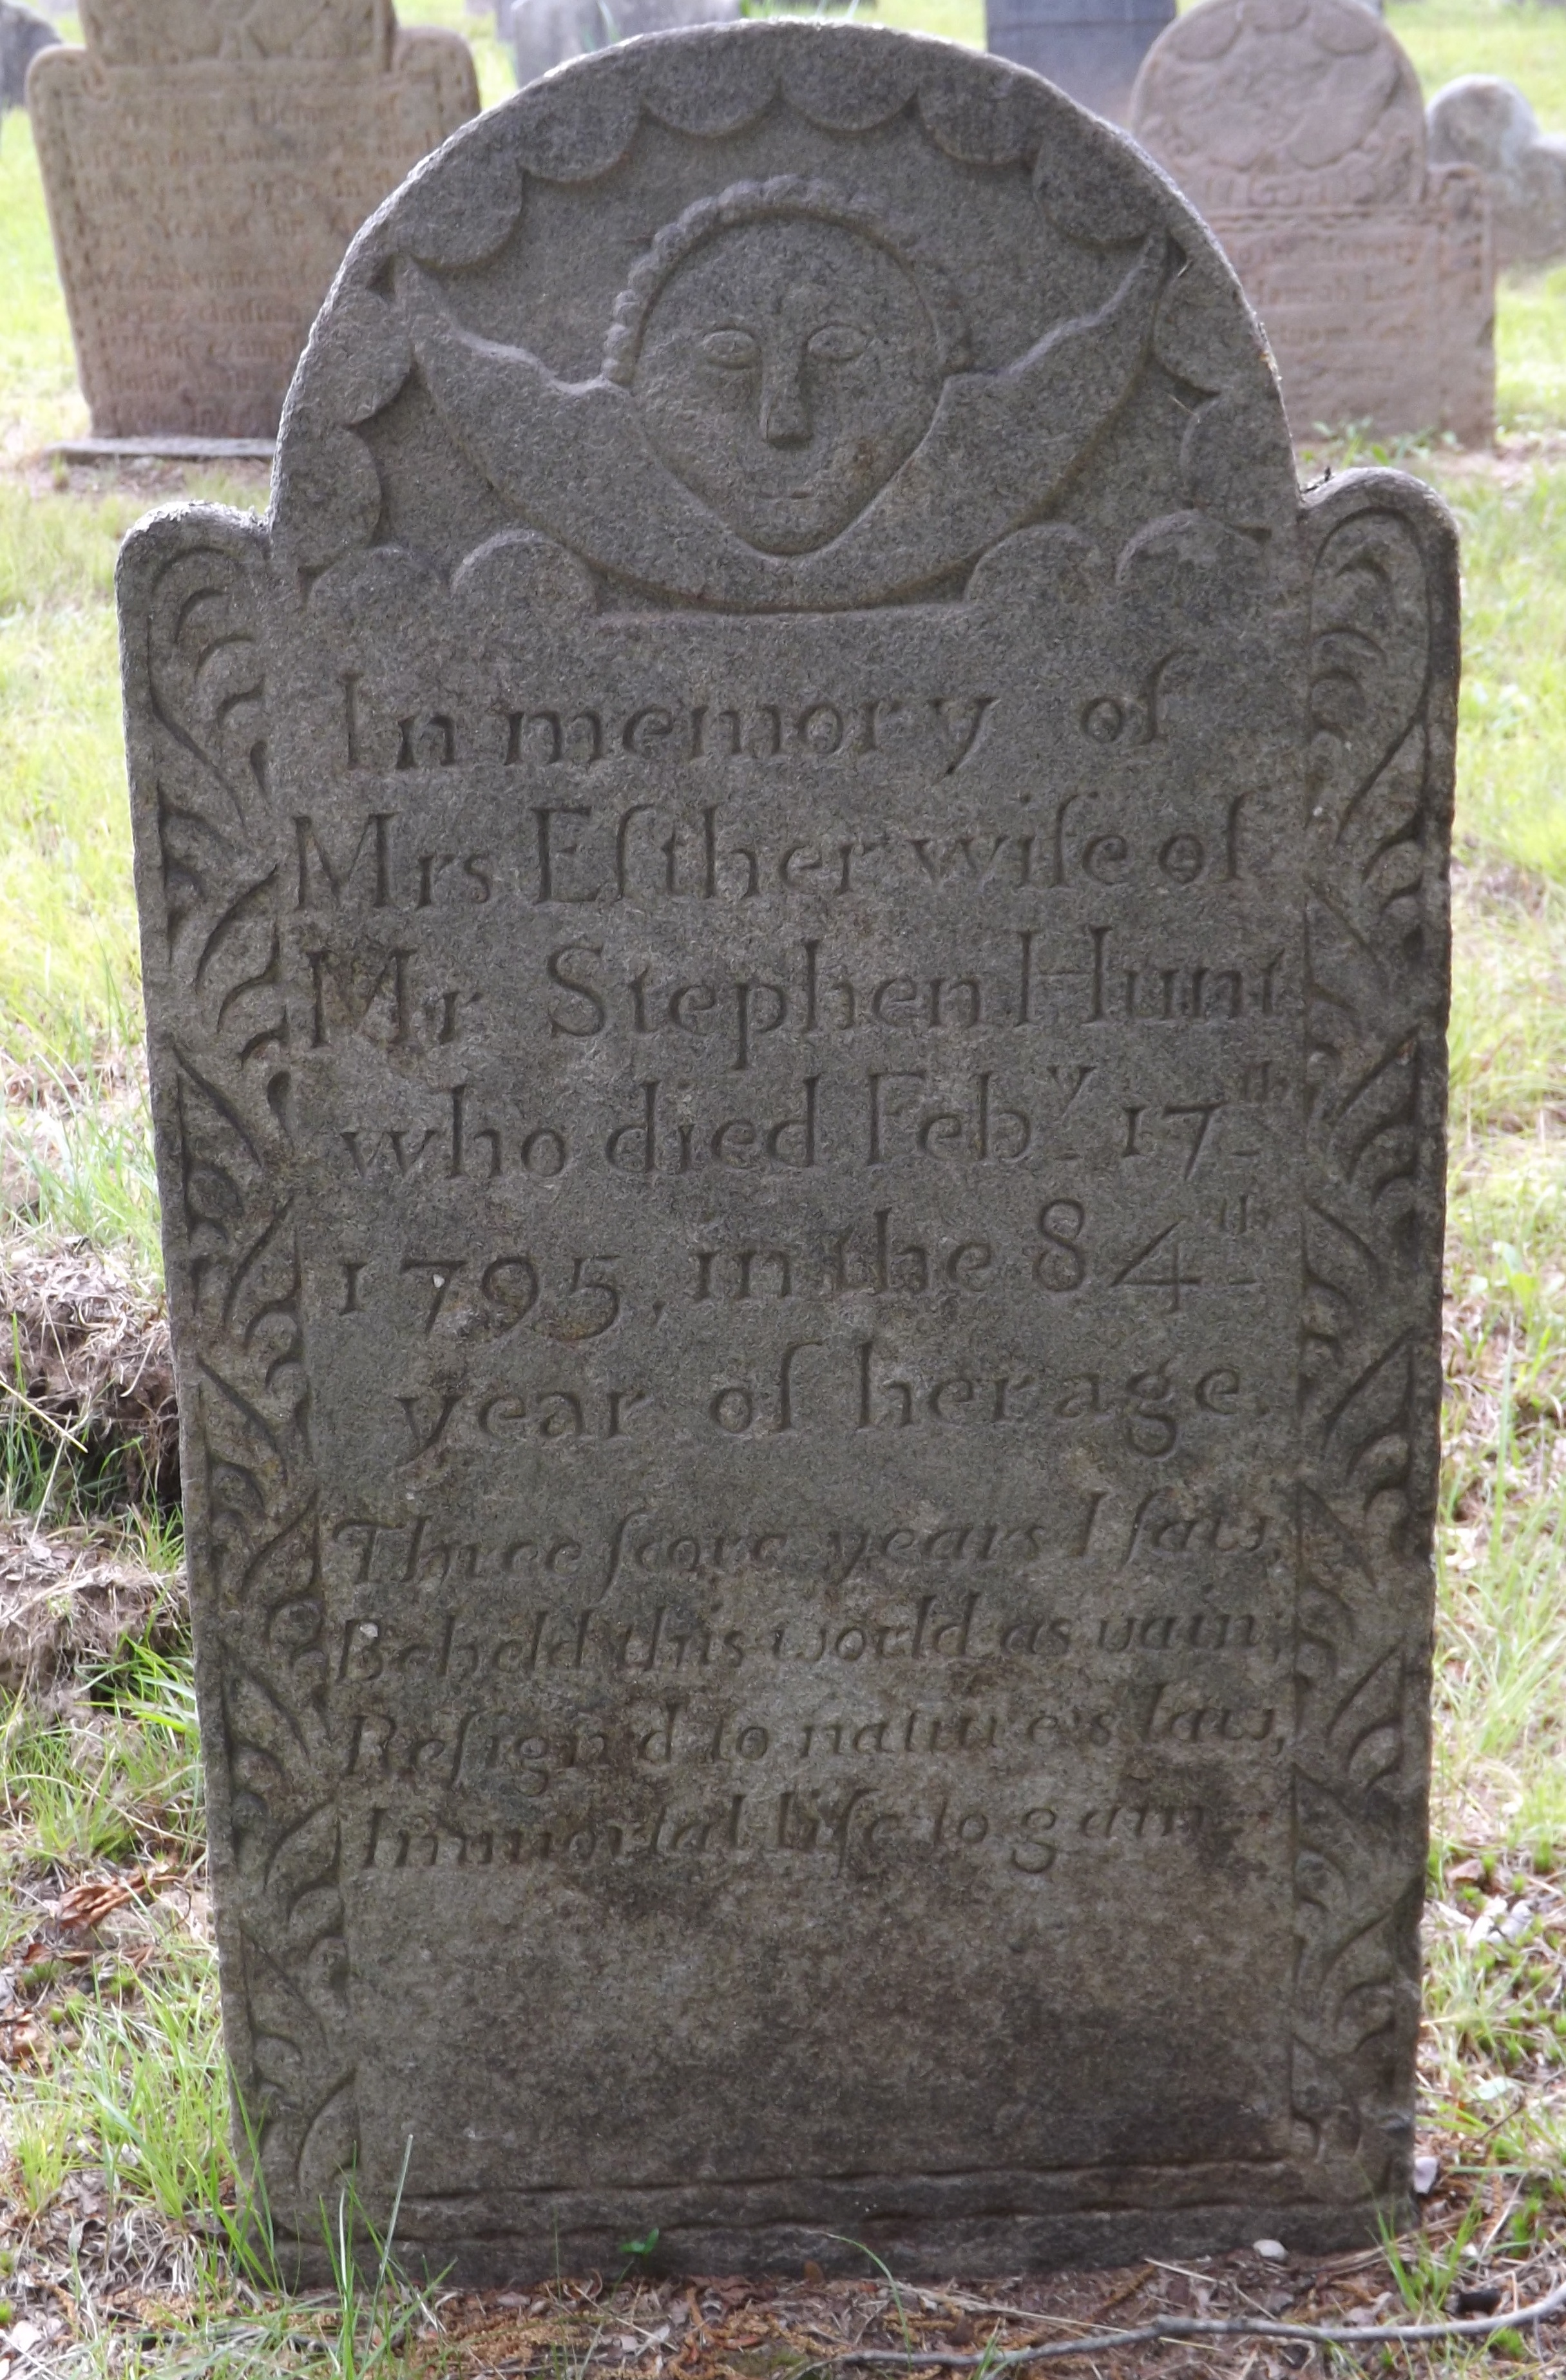 In memory of
Mrs Eſther wife of
Mr Stephen Hunt
who died Feb.y 17th
1795, in the 84th
year of her age.
Three ſcore years I ſaw,
Beheld this world as vain;
Reſign'd to nature's law,
Immortal life to gain.